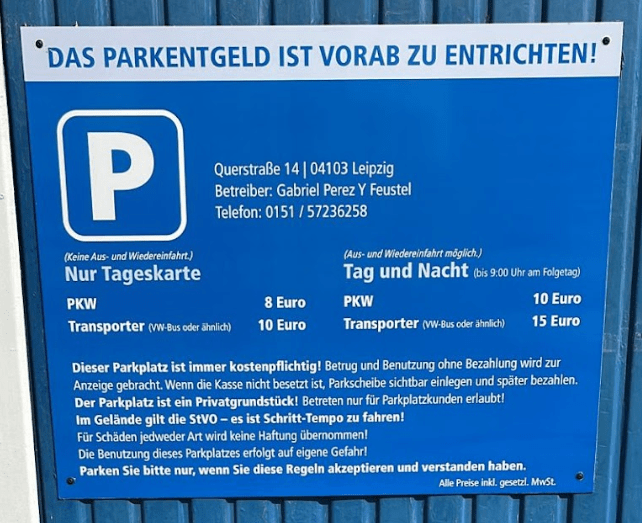 DAS PARKENTGELD IST VORAB ZU ENTRICHTEN!
P
Querstraße 14 | 04103 Leipzig
Betreiber: Gabriel Perez Y Feustel
Telefon: 0151 / 57236258
(Keine Aus- und Wiedereinfahrt.)
Nur Tageskarte
PKW 8 Euro
Transporter (VW-Bus oder ähnlich) 10 Euro
(Aus- und Wiedereinfahrt möglich.)
Tag und Nacht (bis 9:00 Uhr am Folgetag)
PKW 10 Euro
Transporter (VW-Bus oder ähnlich) 15 Euro
Dieser Parkplatz ist immer kostenpflichtig! Betrug und Benutzung ohne Bezahlung wird zur
Anzeige gebracht. Wenn die Kasse nicht besetzt ist, Parkscheibe sichtbar einlegen und später bezahlen.
Der Parkplatz ist ein Privatgrundstück! Betreten nur für Parkplatzkunden erlaubt!
Im Gelände gilt die StVO – es ist Schritt-Tempo zu fahren!
Für Schäden jedweder Art wird keine Haftung übernommen!
Die Benutzung dieses Parkplatzes erfolgt auf eigene Gefahr!
Parken Sie bitte nur, wenn Sie diese Regeln akzeptieren und verstanden haben.
Alle Preise inkl. gesetzl. MwSt.